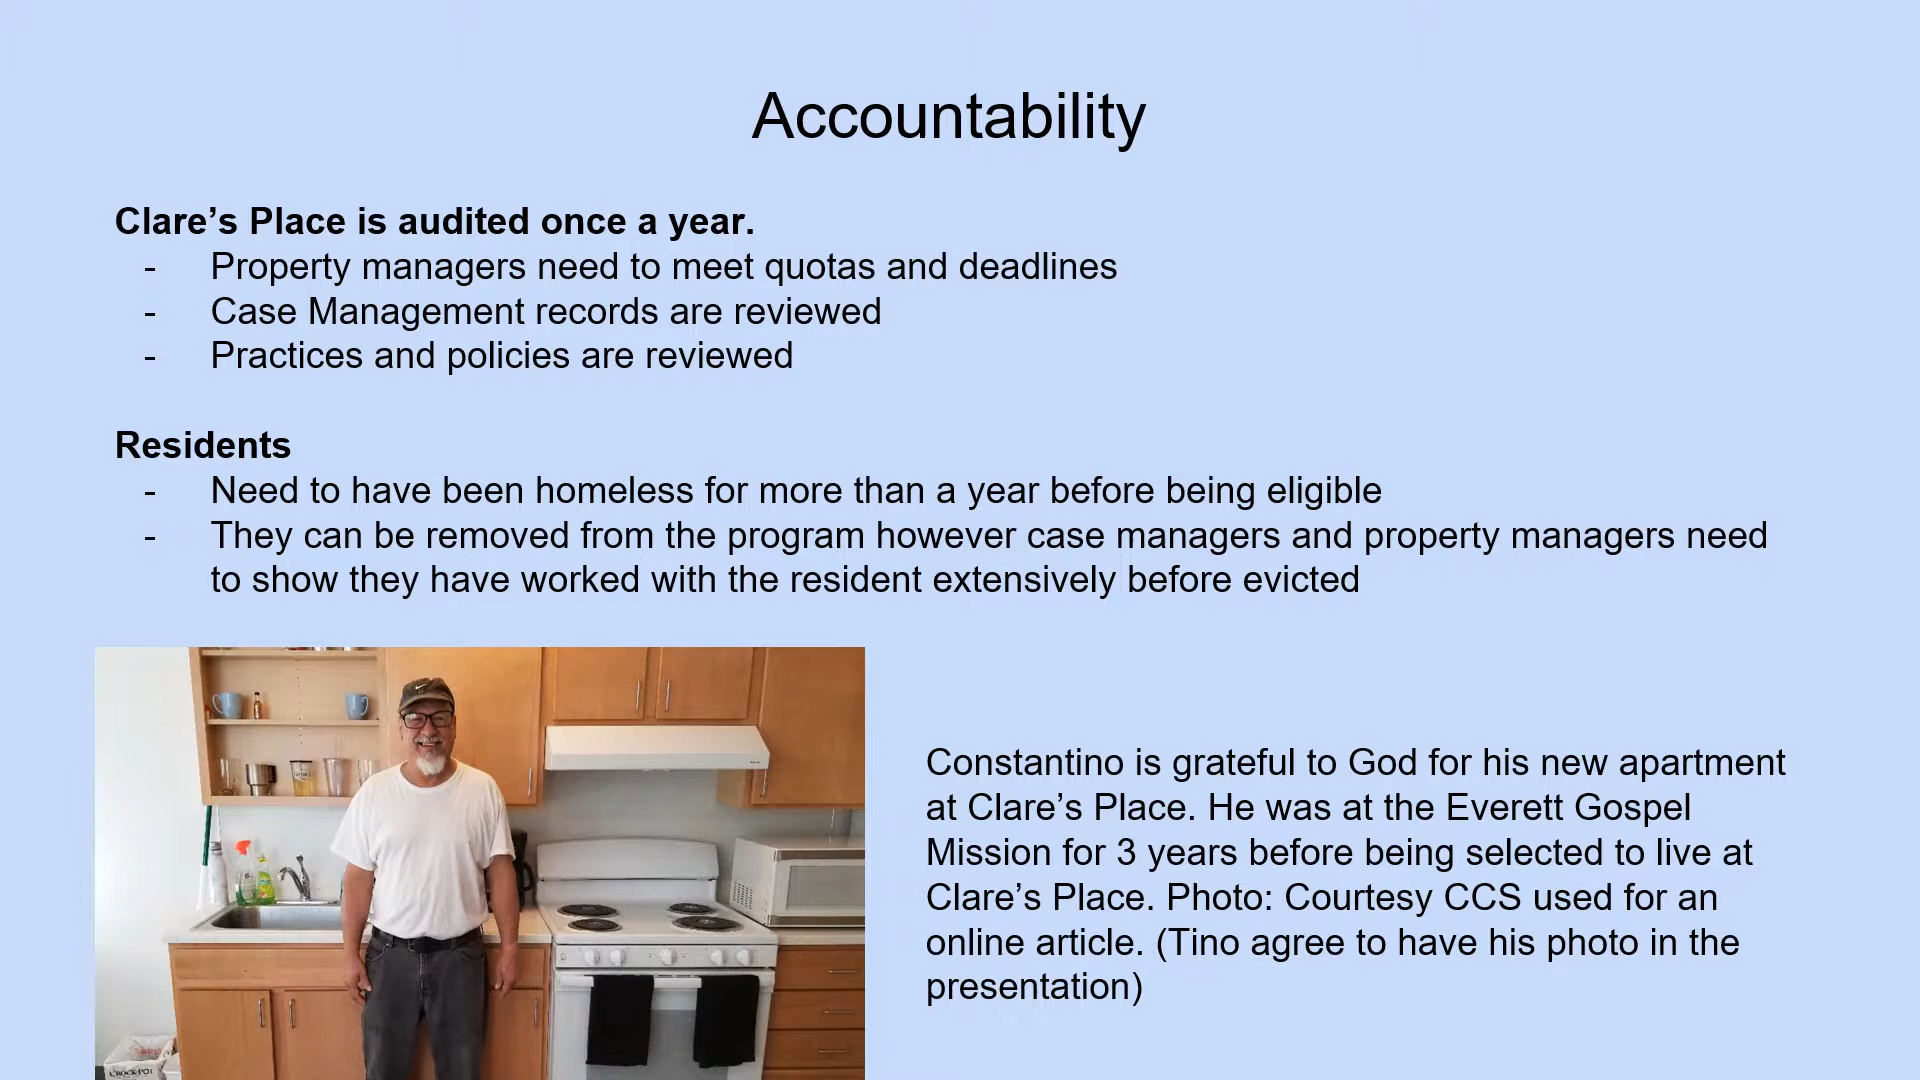 Accountability
Clare’s Place is audited once a year.
- Property managers need to meet quotas and deadlines
- Case Management records are reviewed
- Practices and policies are reviewed
Residents
- Need to have been homeless for more than a year before being eligible
- They can be removed from the program however case managers and property managers need
to show they have worked with the resident extensively before evicted
Constantino is grateful to God for his new apartment
at Clare’s Place. He was at the Everett Gospel
Mission for 3 years before being selected to live at
Clare’s Place. Photo: Courtesy CCS used for an
online article. (Tino agree to have his photo in the
presentation)
CROCK·POT